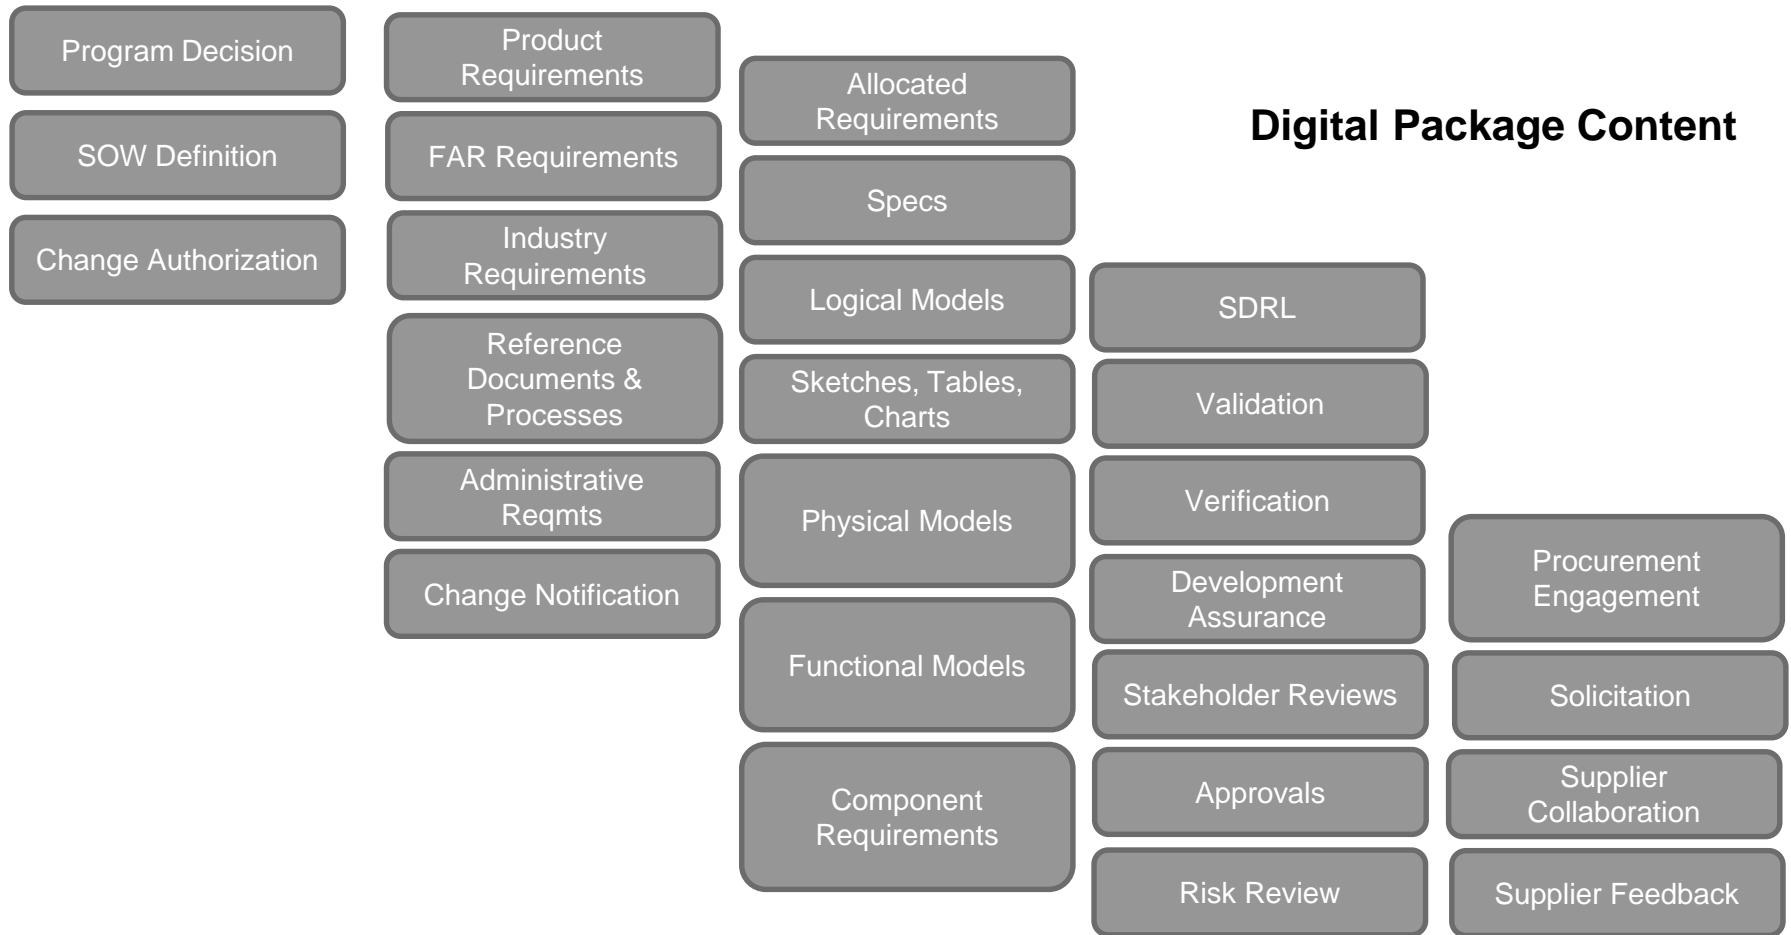 Program Decision
SOW Definition
Change Authorization
Product
Requirements
FAR Requirements
Industry
Requirements
Reference
Documents &
Processes
Administrative
Reqmts
Change Notification
Allocated
Requirements
Specs
Logical Models
Sketches, Tables,
Charts
Physical Models
Functional Models
Component
Requirements
Digital Package Content
SDRL
Validation
Verification
Development
Assurance
Stakeholder Reviews
Approvals
Risk Review
Procurement
Engagement
Solicitation
Supplier
Collaboration
Supplier Feedback